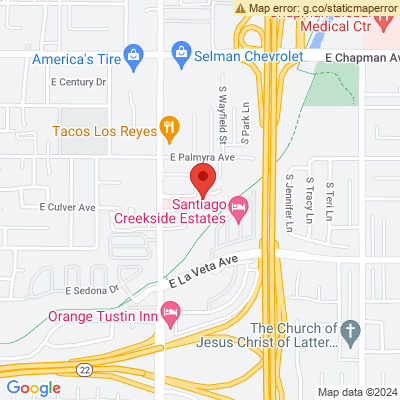 Map error: g.co/staticmaperror
Medical Ctr
America's Tire
Selman Chevrolet
E Chapman Av
E Century Dr
S Wayfield St
S Park Ln
Tacos Los Reyes
E Palmyra Ave
Santiago
Creekside Estates
E Culver Ave
S Jennifer Ln
S Tracy Ln
S Teri Ln
E La Veta Ave
E Sedona Dr
Orange Tustin Inn
The Church of
Jesus Christ of Latter...
22
Google
Map data ©2024